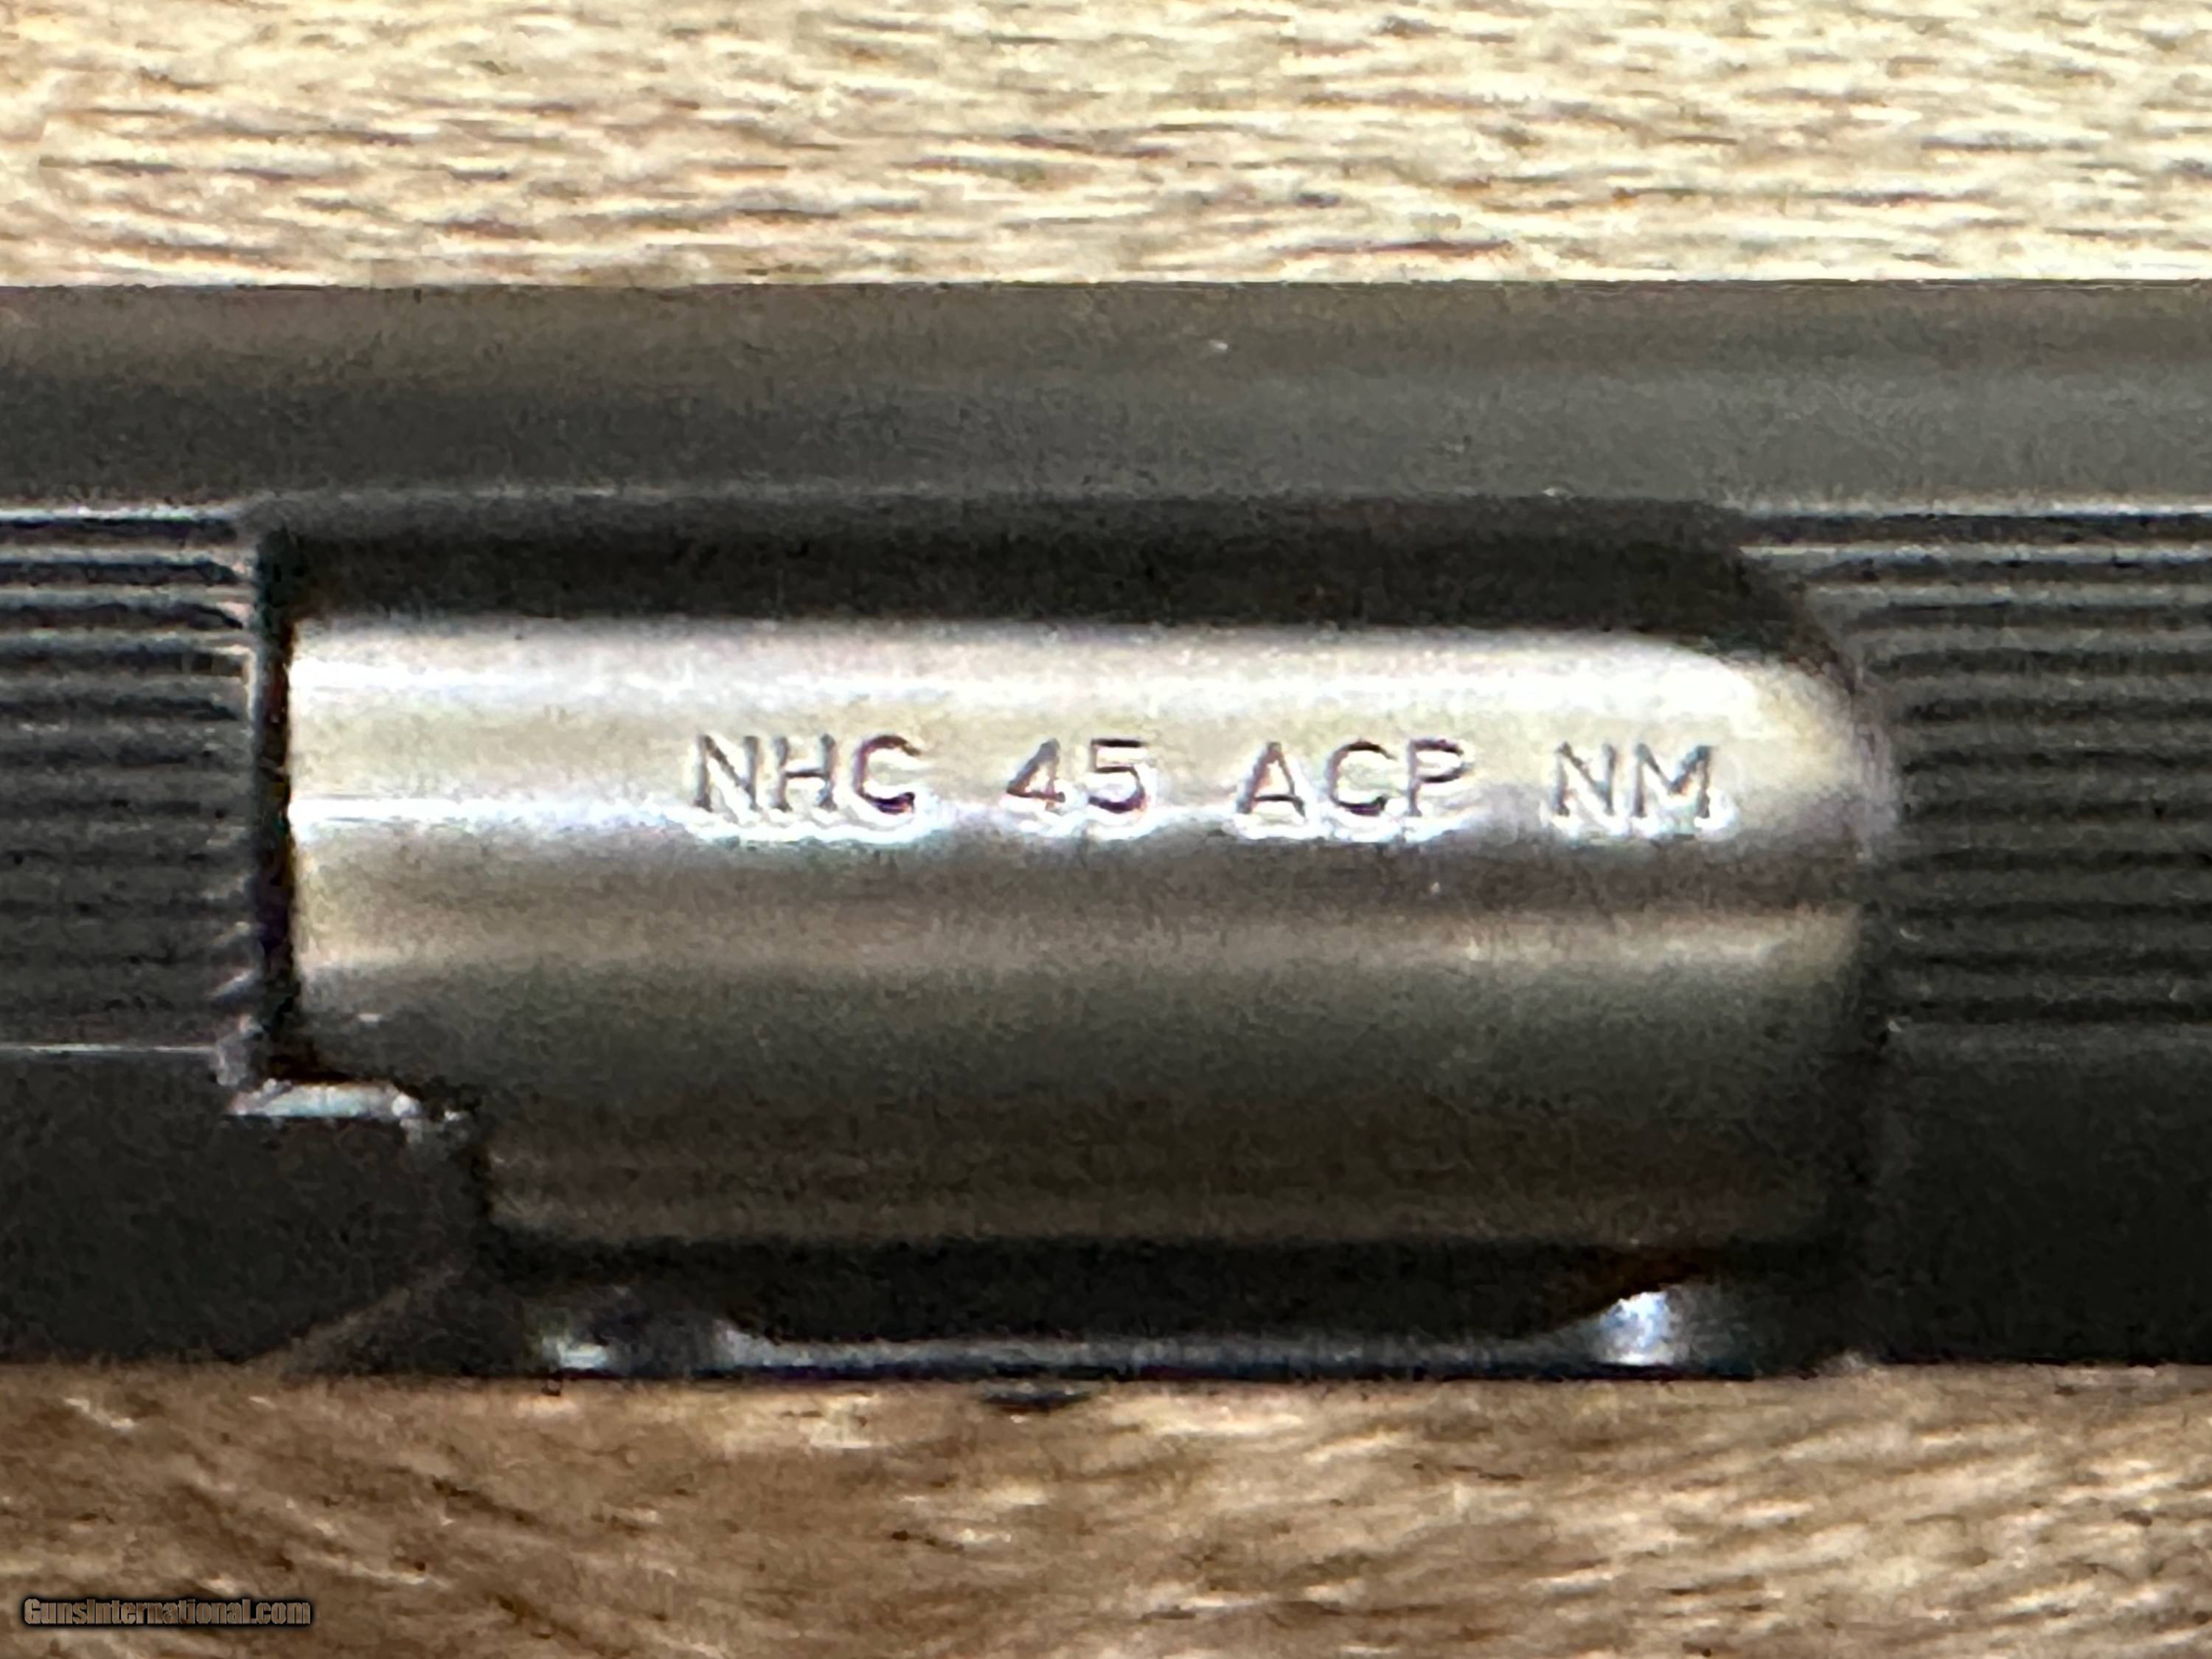 NHC 45 ACP NM
GunsInternational.com